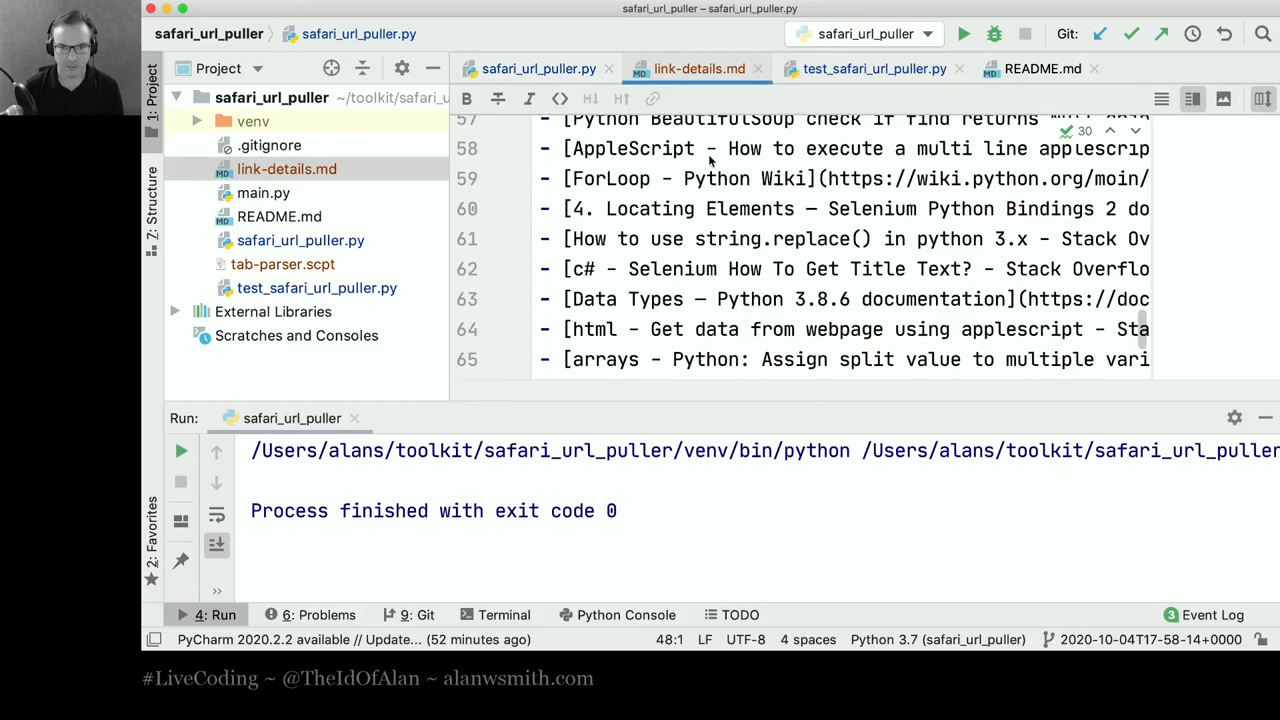 safari_url_puller – safari_url_puller.py
safari_url_puller
safari_url_puller.py
safari_url_puller
Git:
1: Project
Z: Structure
2: Favorites
Project
safari_url_puller ~/toolkit/safari_u
venv
.gitignore
link-details.md
main.py
README.md
safari_url_puller.py
tab-parser.scpt
test_safari_url_puller.py
External Libraries
Scratches and Consoles
safari_url_puller.py
link-details.md
test_safari_url_puller.py
README.md
30
57 - [Python BeautifulSoup check if find returns
58 - [AppleScript - How to execute a multi line applescrip
59 - [ForLoop - Python Wiki](https://wiki.python.org/moin/
60 - [4. Locating Elements — Selenium Python Bindings 2 do
61 - [How to use string.replace() in python 3.x - Stack Ov
62 - [c# - Selenium How To Get Title Text? - Stack Overflo
63 - [Data Types — Python 3.8.6 documentation](https://doc
64 - [html - Get data from webpage using applescript - Sta
65 - [arrays - Python: Assign split value to multiple vari
Run:
safari_url_puller
/Users/alans/toolkit/safari_url_puller/venv/bin/python /Users/alans/toolkit/safari_url_puller
Process finished with exit code 0
4: Run
6: Problems
9: Git
Terminal
Python Console
TODO
3 Event Log
PyCharm 2020.2.2 available // Update... (52 minutes ago)
48:1
LF
UTF-8
4 spaces
Python 3.7 (safari_url_puller)
2020-10-04T17-58-14+0000
#LiveCoding ~ @TheIdOfAlan ~ alanwsmith.com